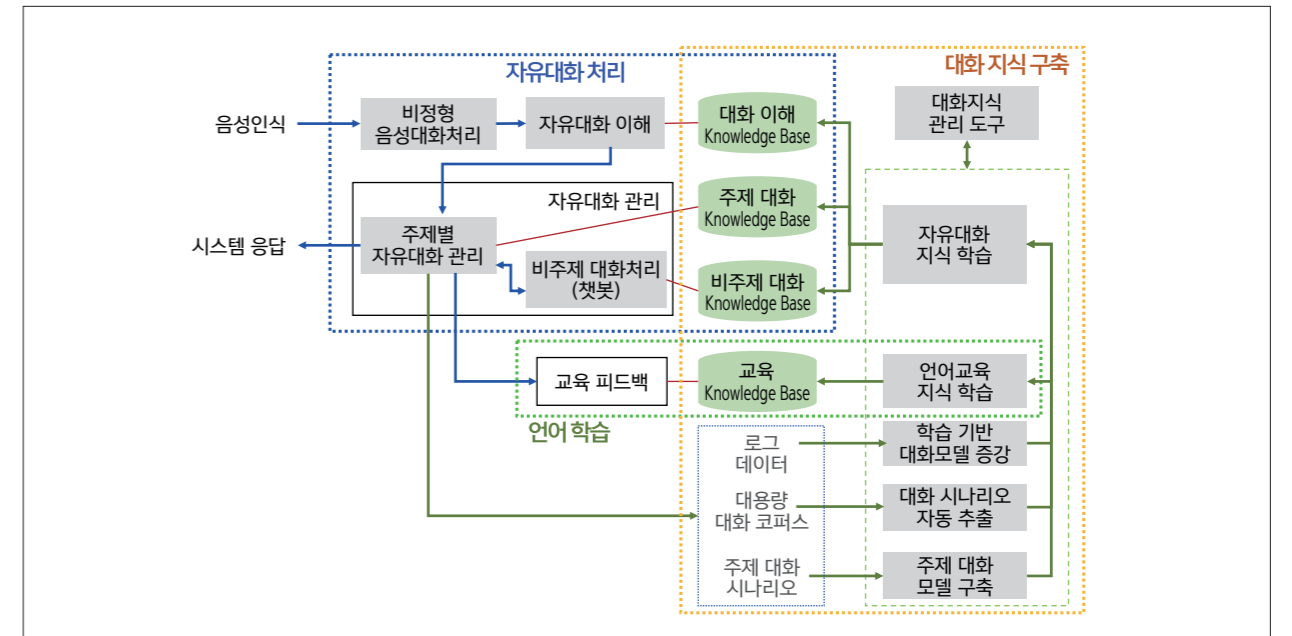 자유대화 처리
대화 지식 구축
음성인식
비정형
음성대화처리
자유대화 이해
대화 이해
Knowledge Base
대화지식
관리 도구
자유대화 관리
주제 대화
Knowledge Base
시스템 응답
주제별
자유대화 관리
자유대화
지식 학습
비주제 대화처리
(챗봇)
비주제 대화
Knowledge Base
교육 피드백
교육
Knowledge Base
언어교육
지식 학습
언어 학습
로그
데이터
학습 기반
대화모델 증강
대용량
대화 코퍼스
대화 시나리오
자동 추출
주제 대화
시나리오
주제 대화
모델 구축